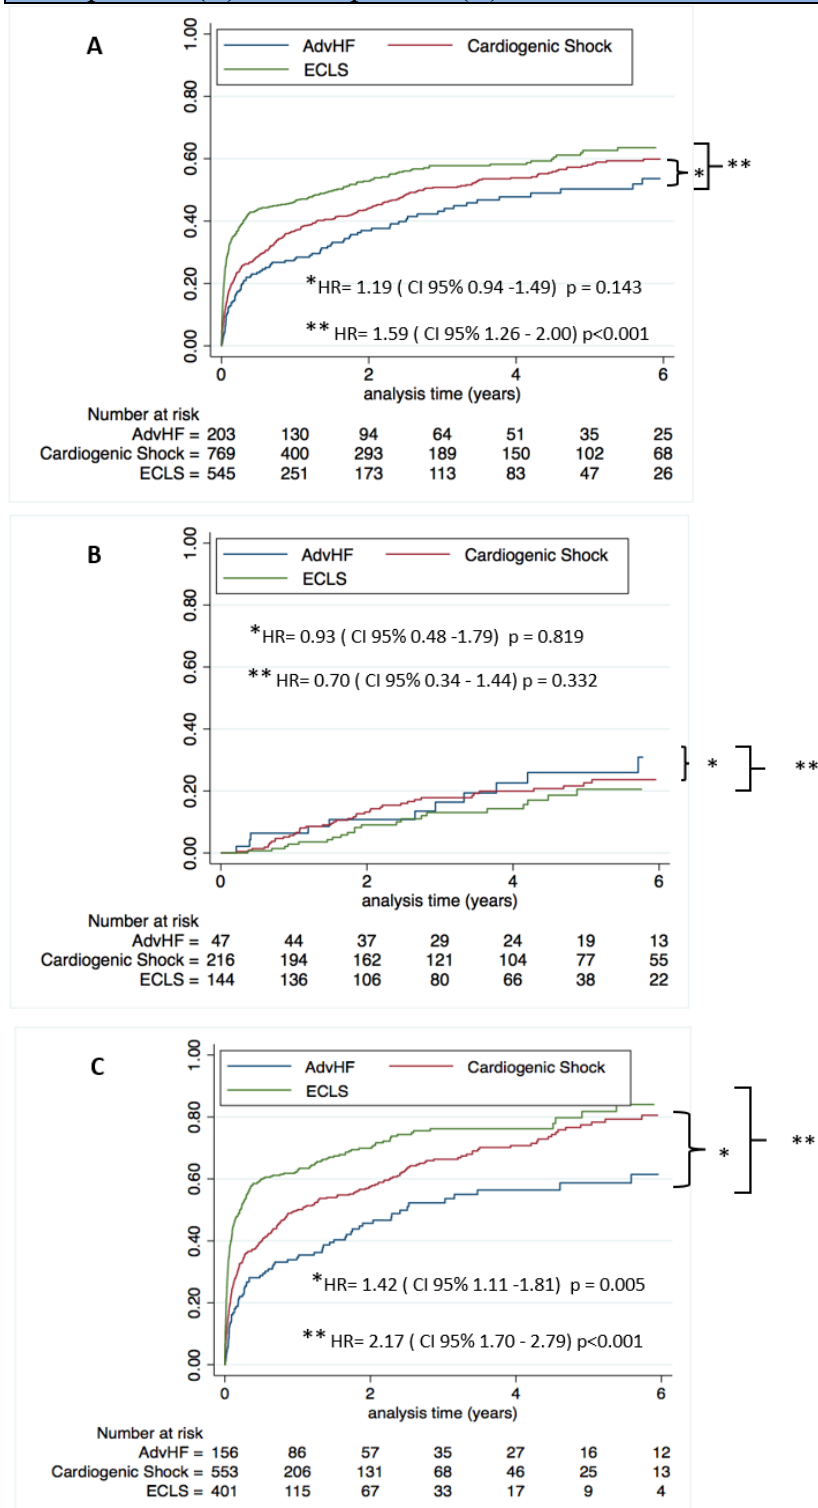 A
1.00
0.80
0.60
0.40
0.20
0.00
AdvHF Cardiogenic Shock
ECLS
*
**
*HR= 1.19 ( CI 95% 0.94 -1.49) p = 0.143
** HR= 1.59 ( CI 95% 1.26 - 2.00) p<0.001
0 2 4 6
analysis time (years)
Number at risk
AdvHF = 203 130 94 64 51 35 25
Cardiogenic Shock = 769 400 293 189 150 102 68
ECLS = 545 251 173 113 83 47 26
B
1.00
0.80
0.60
0.40
0.20
0.00
AdvHF Cardiogenic Shock
ECLS
*HR= 0.93 ( CI 95% 0.48 -1.79) p = 0.819
** HR= 0.70 ( CI 95% 0.34 - 1.44) p = 0.332
*
**
0 2 4 6
analysis time (years)
Number at risk
AdvHF = 47 44 37 29 24 19 13
Cardiogenic Shock = 216 194 162 121 104 77 55
ECLS = 144 136 106 80 66 38 22
C
1.00
0.80
0.60
0.40
0.20
0.00
AdvHF Cardiogenic Shock
ECLS
*
**
*HR= 1.42 ( CI 95% 1.11 -1.81) p = 0.005
** HR= 2.17 ( CI 95% 1.70 - 2.79) p<0.001
0 2 4 6
analysis time (years)
Number at risk
AdvHF = 156 86 57 35 27 16 12
Cardiogenic Shock = 553 206 131 68 46 25 13
ECLS = 401 115 67 33 17 9 4